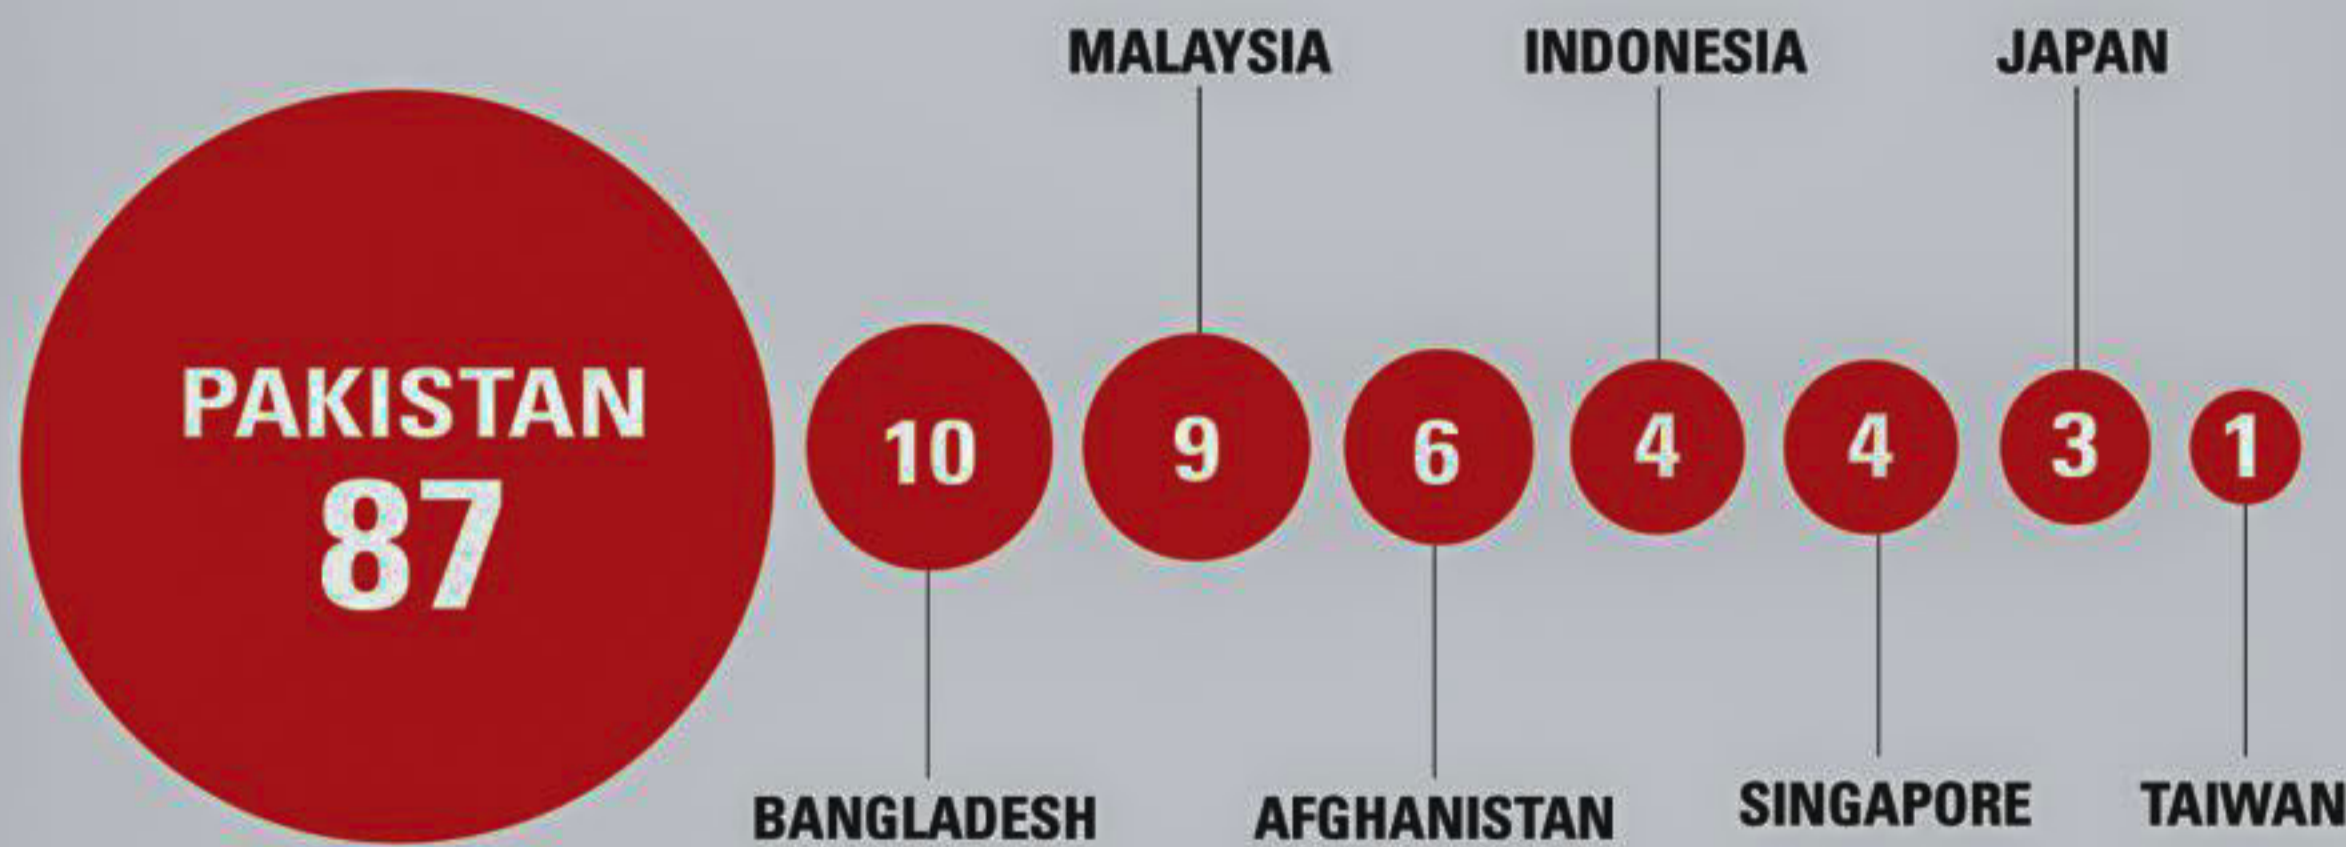 MALAYSIA
INDONESIA
JAPAN
PAKISTAN
87
10
9
6
4
4
3
1
BANGLADESH
AFGHANISTAN
SINGAPORE
TAIWAN